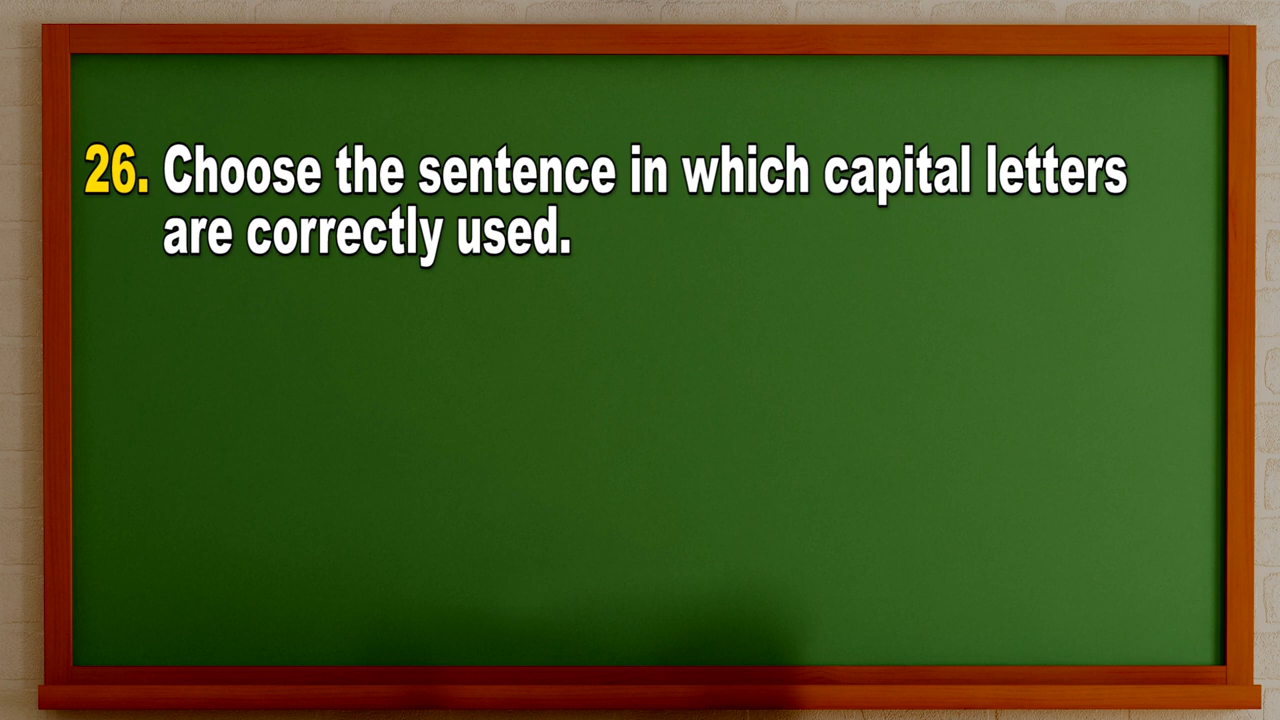 26. Choose the sentence in which capital letters
are correctly used.